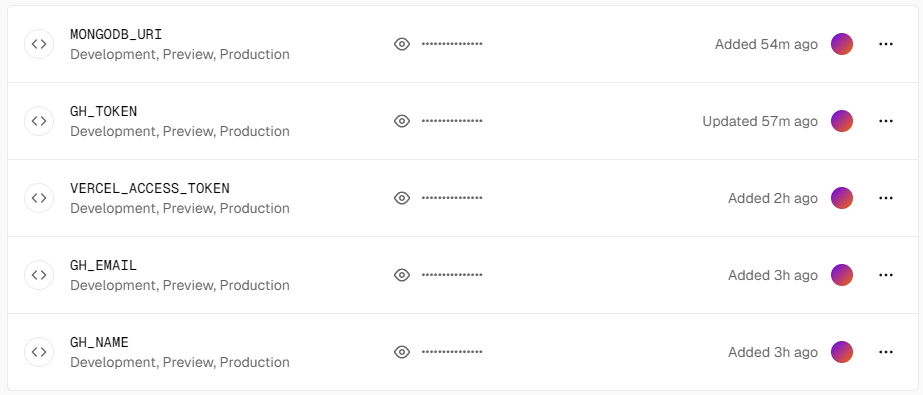 MONGODB_URI
Development, Preview, Production
•••••••••••••••
Added 54m ago
GH_TOKEN
Development, Preview, Production
•••••••••••••••
Updated 57m ago
VERCEL_ACCESS_TOKEN
Development, Preview, Production
•••••••••••••••
Added 2h ago
GH_EMAIL
Development, Preview, Production
•••••••••••••••
Added 3h ago
GH_NAME
Development, Preview, Production
•••••••••••••••
Added 3h ago